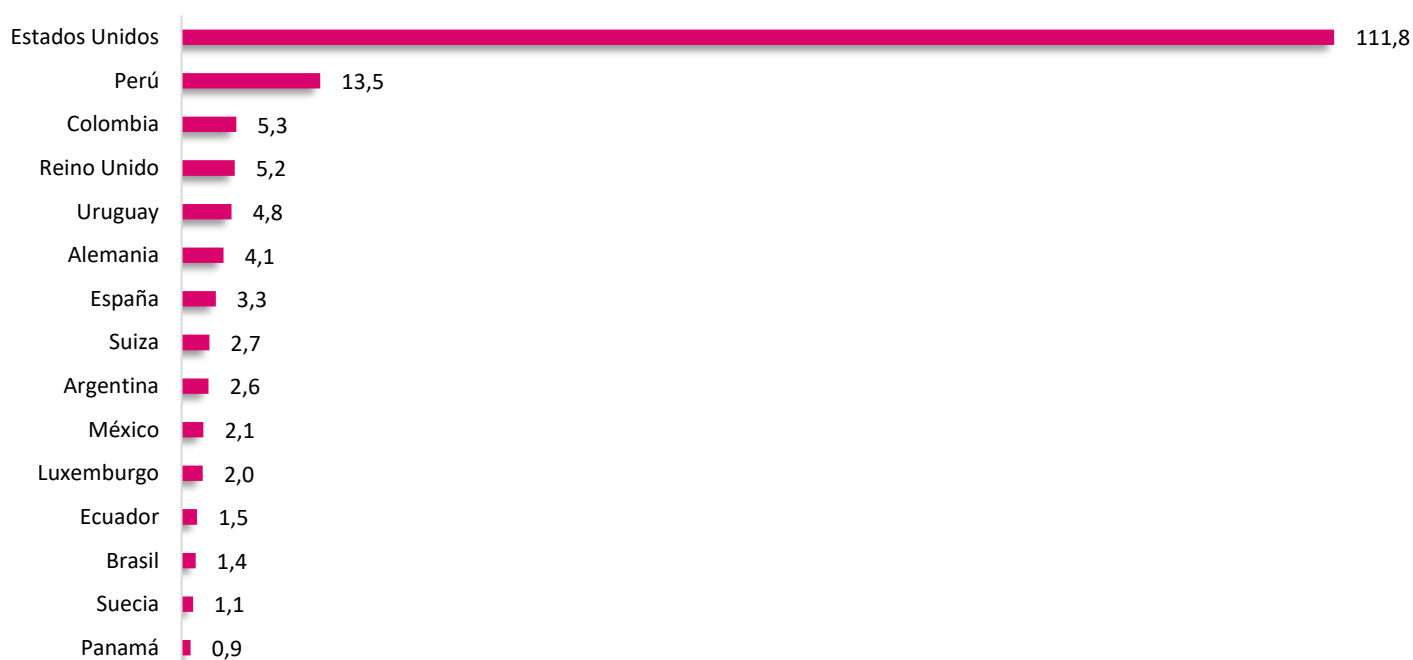 Estados Unidos 111,8
Perú 13,5
Colombia 5,3
Reino Unido 5,2
Uruguay 4,8
Alemania 4,1
España 3,3
Suiza 2,7
Argentina 2,6
México 2,1
Luxemburgo 2,0
Ecuador 1,5
Brasil 1,4
Suecia 1,1
Panamá 0,9